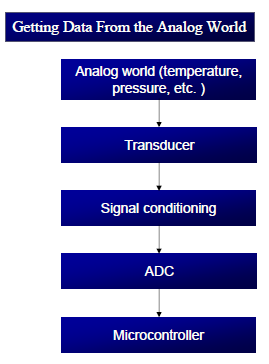 Getting Data From the Analog World
Analog world (temperature,
pressure, etc. )
Transducer
Signal conditioning
ADC
Microcontroller